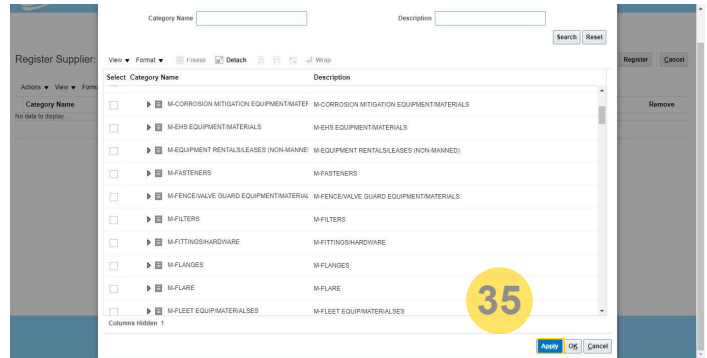 Category Name
Description
Search Reset
Register Supplier:
View Format Freeze Detach Wrap
Register Cancel
Select Category Name Description
Actions View Form
Category Name
Remove
No data to display.
M-CORROSION MITIGATION EQUIPMENT/MATER M-CORROSION MITIGATION EQUIPMENT/MATERIALS
M-EHS EQUIPMENT/MATERIALS M-EHS EQUIPMENT/MATERIALS
M-EQUIPMENT RENTALS/LEASES (NON-MANNE M-EQUIPMENT RENTALS/LEASES (NON-MANNED)
M-FASTENERS M-FASTENERS
M-FENCE/VALVE GUARD EQUIPMENT/MATERIAL M-FENCE/VALVE GUARD EQUIPMENT/MATERIALS
M-FILTERS M-FILTERS
M-FITTINGS/HARDWARE M-FITTINGS/HARDWARE
M-FLANGES M-FLANGES
M-FLARE M-FLARE
35
M-FLEET EQUIP/MATERIALSES M-FLEET EQUIP/MATERIALSES
Columns Hidden 1
Apply OK Cancel